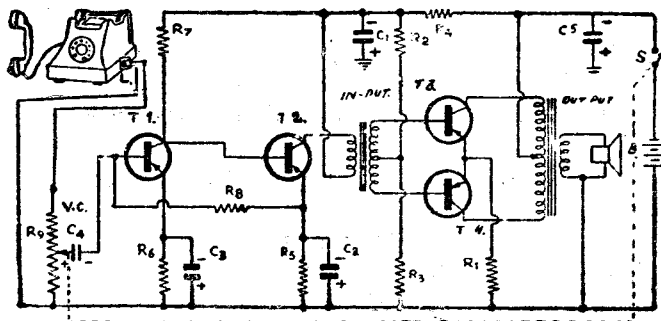 R7
C1
R2
R4
C5
S
IN-PUT.
T 3.
OUT PUT
T 1.
T 2.
B
R8
V.C.
C4
R9
R6
C3
R5
C2
R3
T 4.
R1